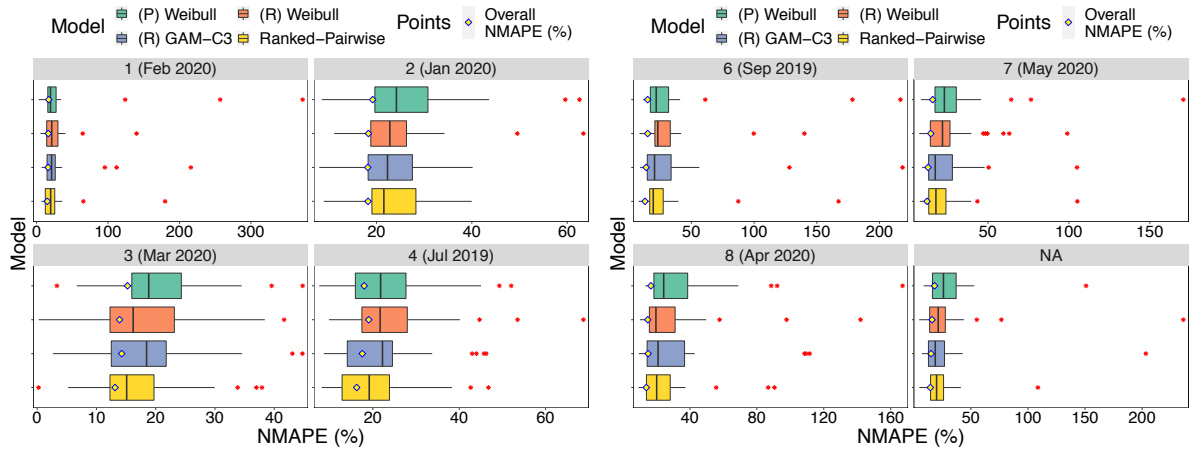 Model
(P) Weibull
(R) Weibull
(R) GAM−C3
Ranked−Pairwise
Points
Overall
NMAPE (%)
1 (Feb 2020)
2 (Jan 2020)
0 100 200 300
20 40 60
3 (Mar 2020)
4 (Jul 2019)
0 10 20 30 40
20 40 60
Model
NMAPE (%)
Model
(P) Weibull
(R) Weibull
(R) GAM−C3
Ranked−Pairwise
Points
Overall
NMAPE (%)
6 (Sep 2019)
7 (May 2020)
50 100 150 200
50 100 150
8 (Apr 2020)
NA
40 80 120 160
0 50 100 150 200
Model
NMAPE (%)